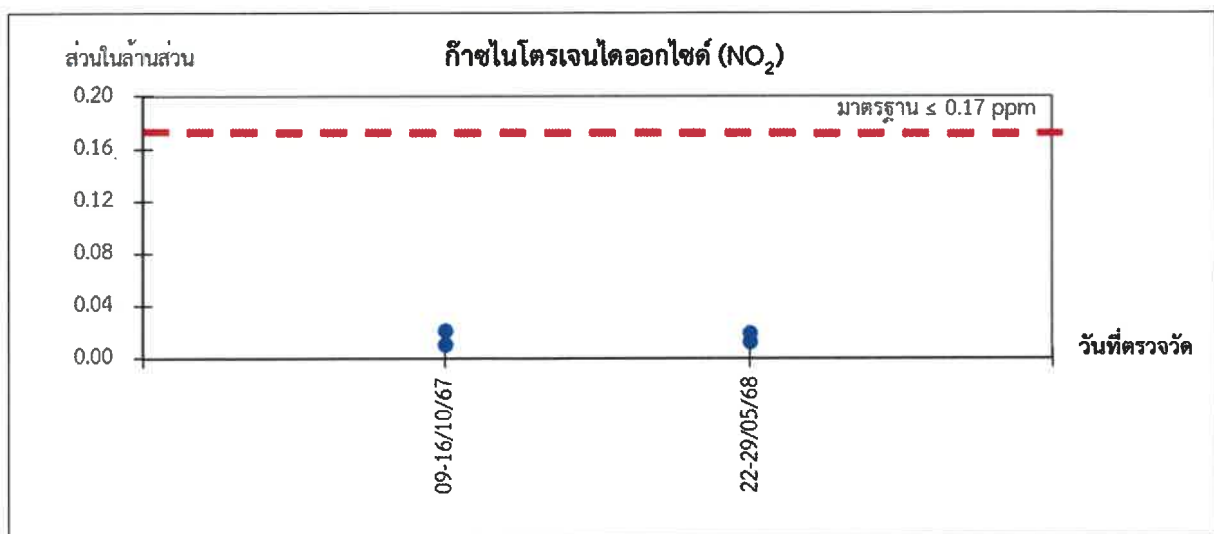 ส่วนในล้านส่วน
ก๊าซไนโตรเจนไดออกไซด์ (NO₂)
มาตรฐาน ≤ 0.17 ppm
0.20
0.16
0.12
0.08
0.04
0.00
วันที่ตรวจวัด
09-16/10/67
22-29/05/68